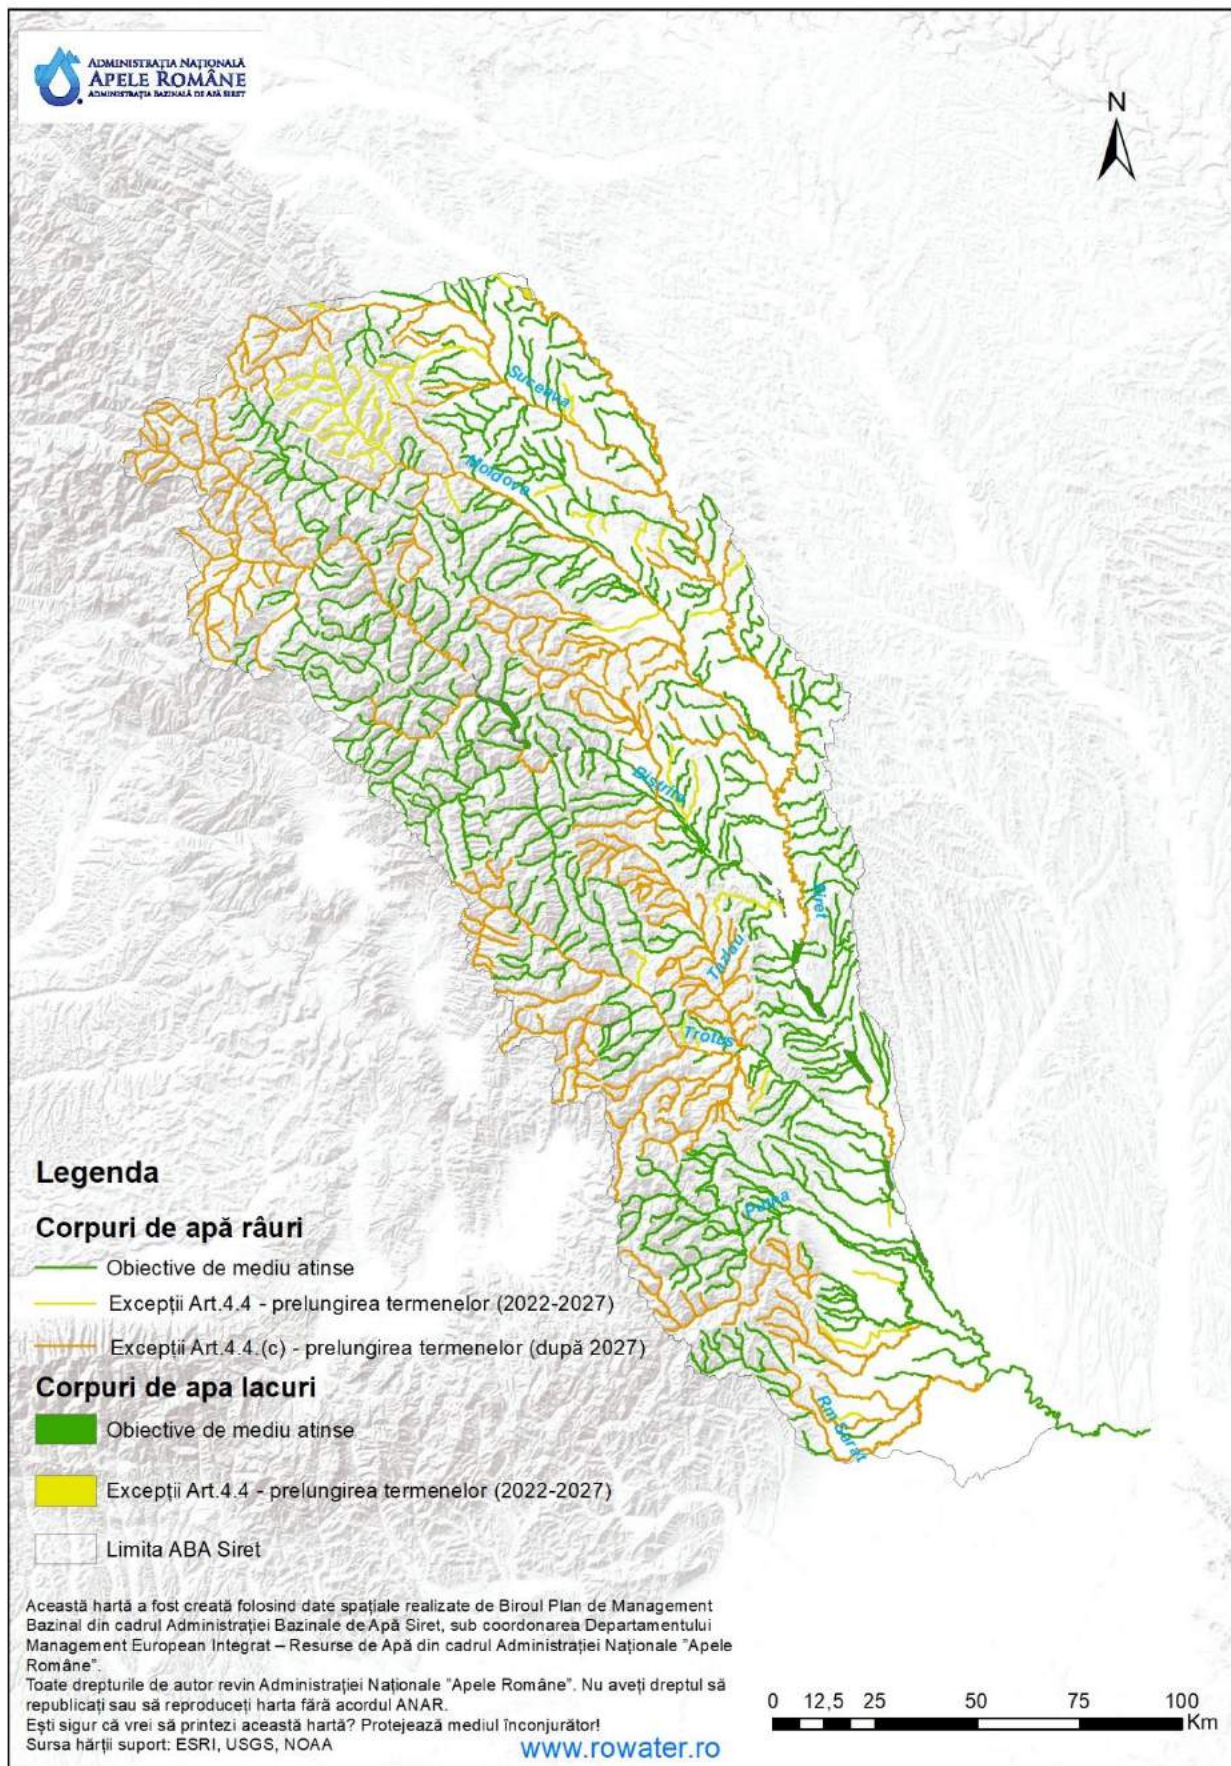 ADMINISTRAȚIA NAȚIONALĂ
APELE ROMÂNE
ADMINISTRAȚIA BAZINALĂ DE APĂ SIRET
N
Suceava
Moldova
Bistrita
Siret
Tazlau
Trotus
Putna
Rm Sarat
Legenda
Corpuri de apă râuri
Obiective de mediu atinse
Excepții Art.4.4 - prelungirea termenelor (2022-2027)
Excepții Art.4.4.(c) - prelungirea termenelor (după 2027)
Corpuri de apa lacuri
Obiective de mediu atinse
Excepții Art.4.4 - prelungirea termenelor (2022-2027)
Limita ABA Siret
Această hartă a fost creată folosind date spațiale realizate de Biroul Plan de Management
Bazinal din cadrul Administrației Bazinale de Apă Siret, sub coordonarea Departamentului
Management European Integrat – Resurse de Apă din cadrul Administrației Naționale "Apele
Române".
Toate drepturile de autor revin Administrației Naționale "Apele Române". Nu aveți dreptul să
republicați sau să reproduceți harta fără acordul ANAR.
Ești sigur că vrei să printezi această hartă? Protejează mediul înconjurător!
Sursa hărții suport: ESRI, USGS, NOAA
www.rowater.ro
0 12,5 25 50 75 100
Km